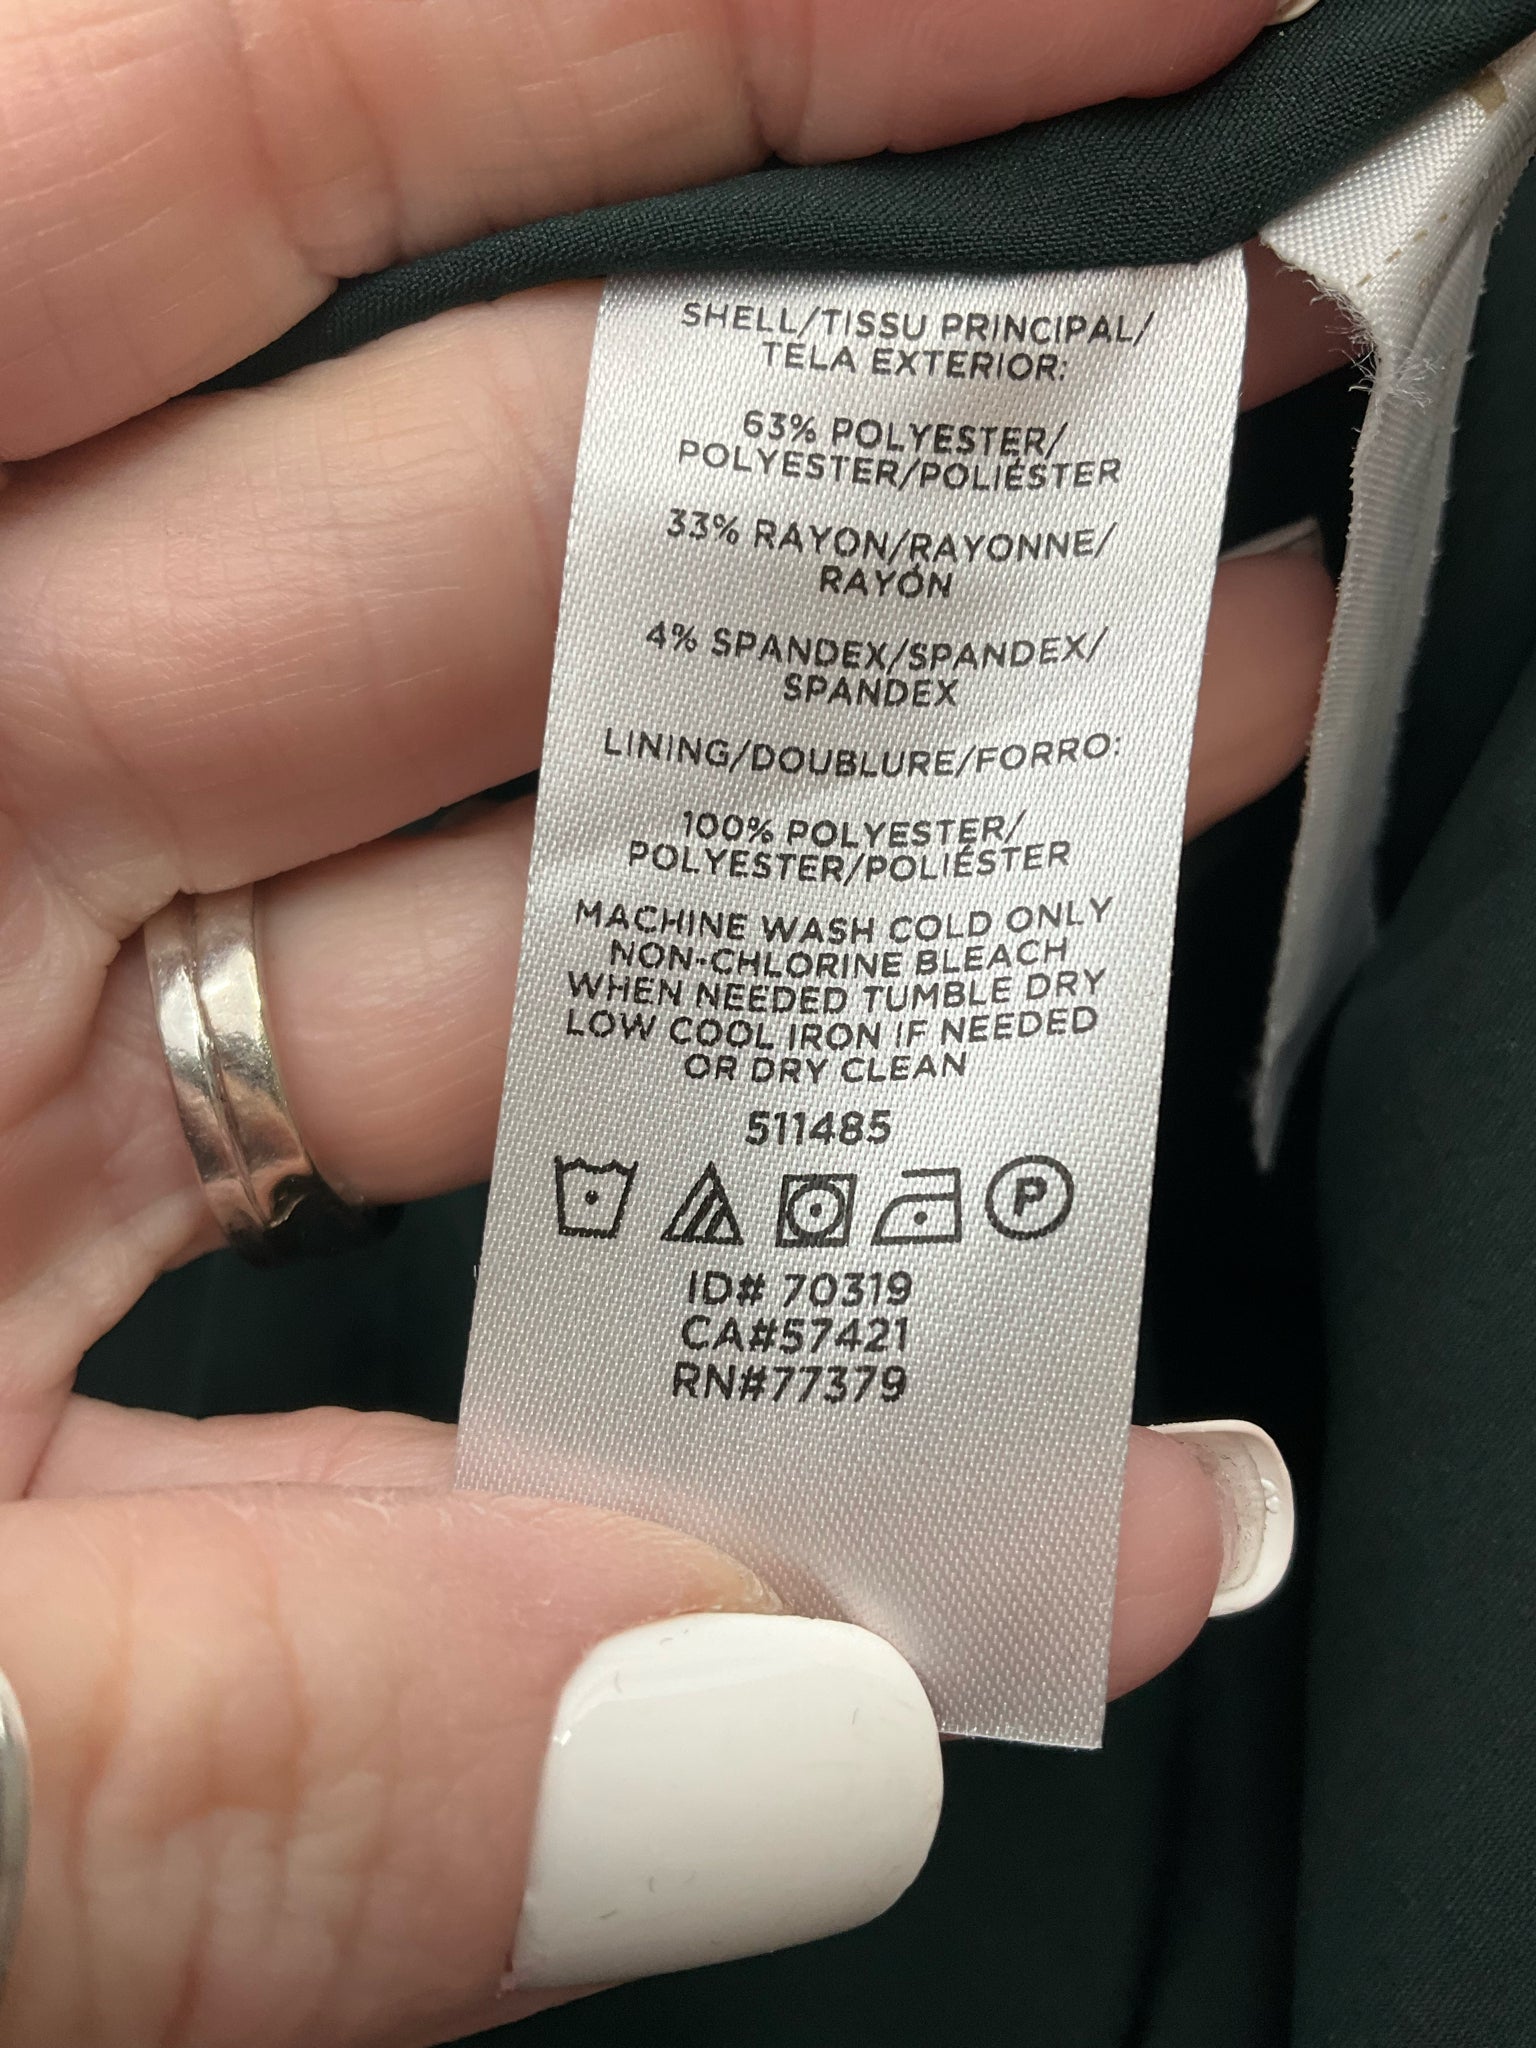 SHELL/TISSU PRINCIPAL/
TELA EXTERIOR:
63% POLYESTER/
POLYESTER/POLIÉSTER
33% RAYON/RAYONNE/
RAYÓN
4% SPANDEX/SPANDEX/
SPANDEX
LINING/DOUBLURE/FORRO:
100% POLYESTER/
POLYESTER/POLIÉSTER
MACHINE WASH COLD ONLY
NON-CHLORINE BLEACH
WHEN NEEDED TUMBLE DRY
LOW COOL IRON IF NEEDED
OR DRY CLEAN
511485
P
ID# 70319
CA#57421
RN#77379